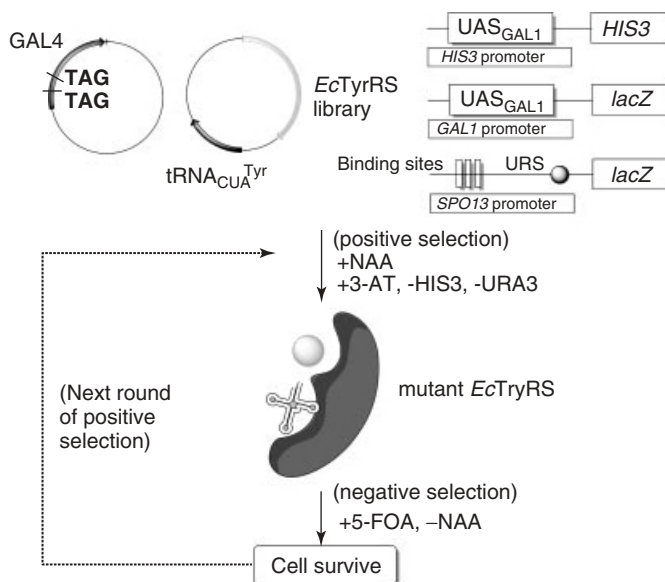 GAL4
TAG
TAG
EcTyrRS
library
tRNACUATyr
UASGAL1
HIS3
HIS3 promoter
UASGAL1
lacZ
GAL1 promoter
Binding sites
URS
lacZ
SPO13 promoter
(positive selection)
+NAA
+3-AT, -HIS3, -URA3
(Next round
of positive
selection)
mutant EcTryRS
(negative selection)
+5-FOA, –NAA
Cell survive